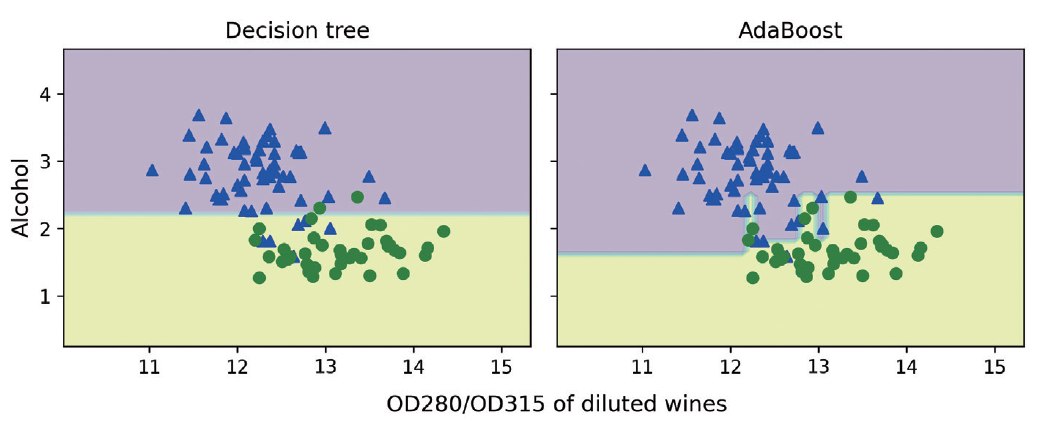 Decision tree
AdaBoost
4
3
2
1
Alcohol
11 12 13 14 15
11 12 13 14 15
OD280/OD315 of diluted wines